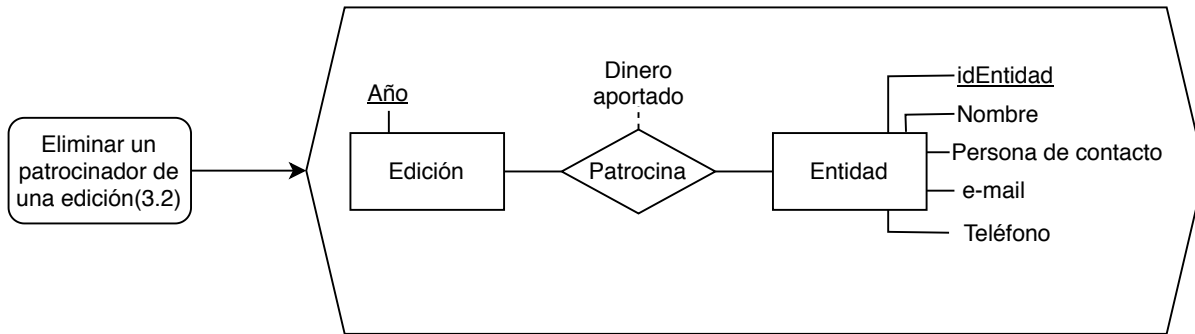 Eliminar un
patrocinador de
una edición(3.2)
Año
Edición
Dinero
aportado
Patrocina
Entidad
idEntidad
Nombre
Persona de contacto
e-mail
Teléfono